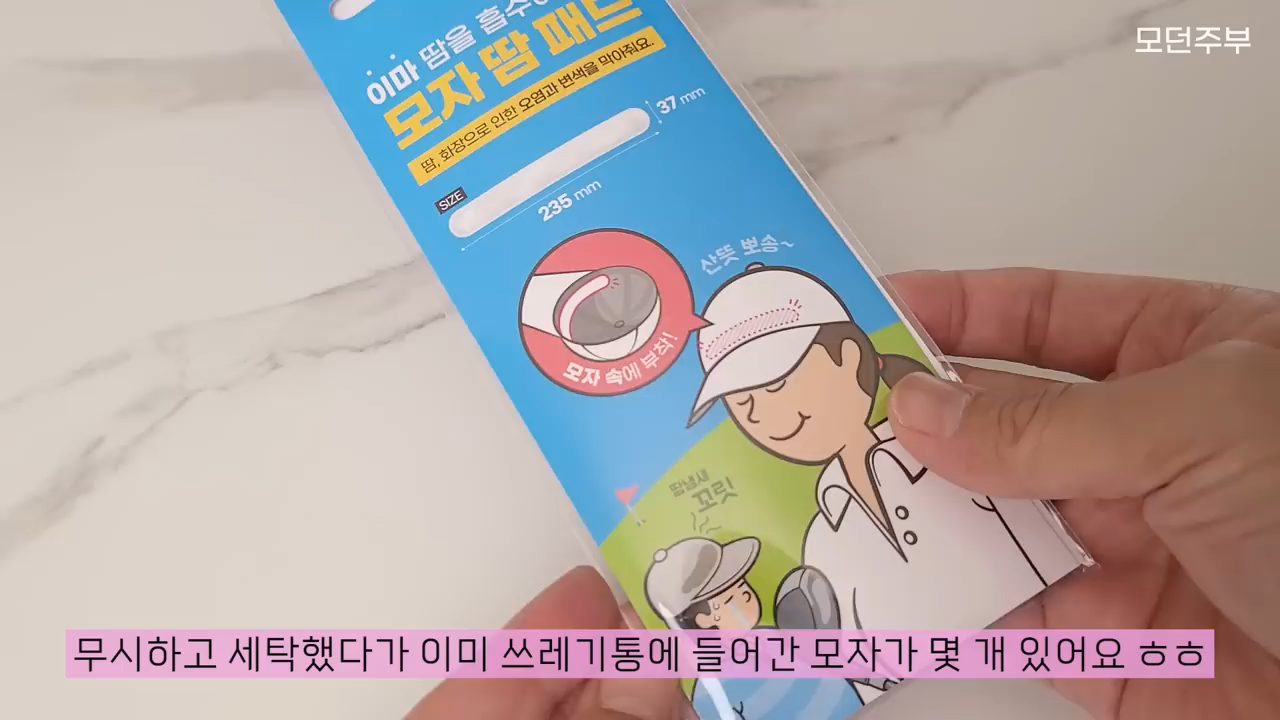 모던주부
이마 땀을 흡수
모자 땀 패드
땀, 화장으로 인한 오염과 변색을 막아줘요.
37 mm
SIZE
235 mm
산뜻 뽀송~
모자 속에 부착!
땀냄새
꼬릿
무시하고 세탁했다가 이미 쓰레기통에 들어간 모자가 몇 개 있어요 ㅎㅎ